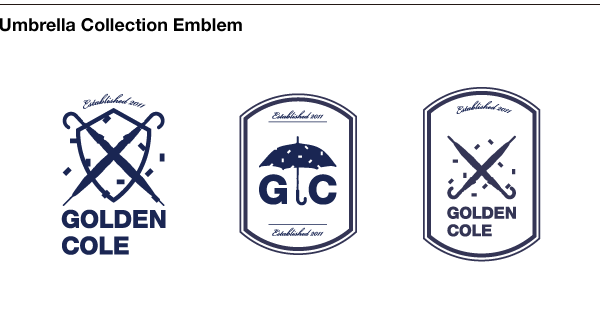 Umbrella Collection Emblem
Established 2011
GOLDEN
COLE
Established 2011
G C
Established 2011
Established 2011
GOLDEN
COLE